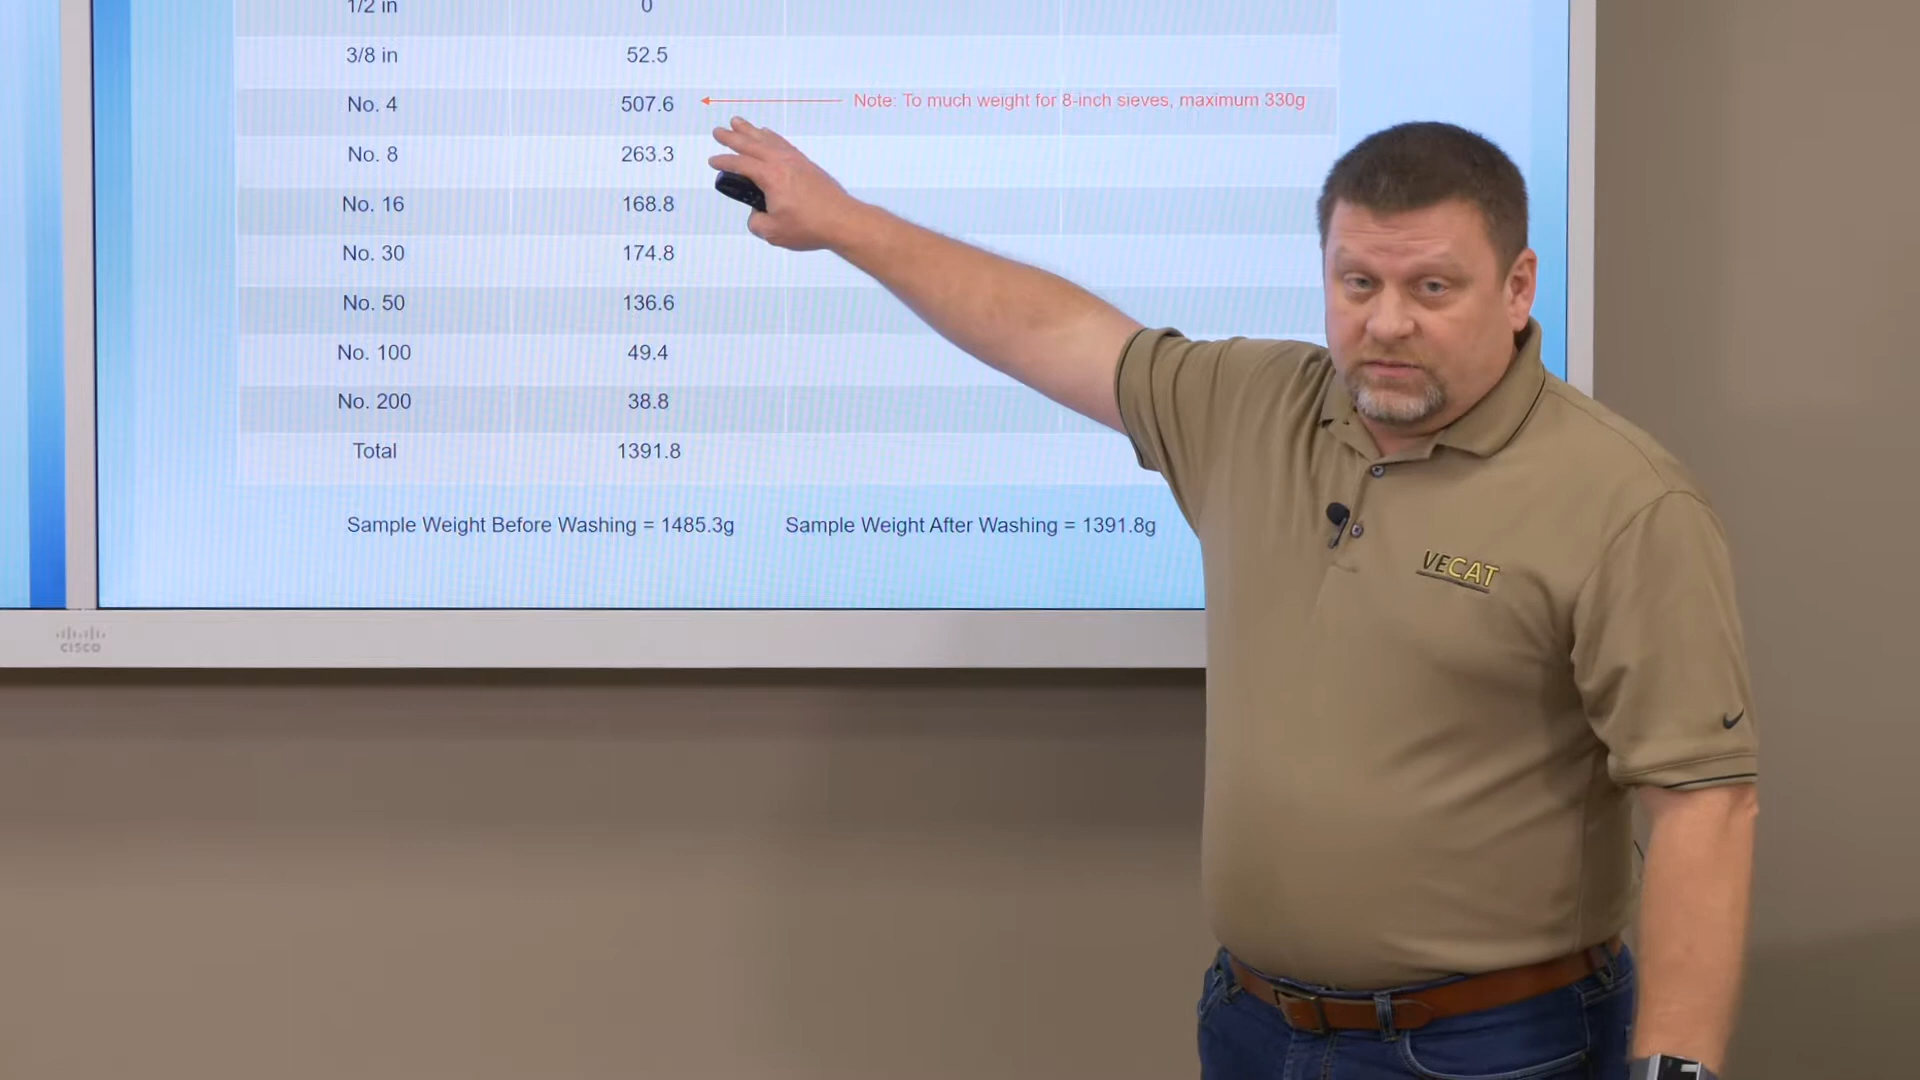 1/2 in 0
3/8 in 52.5
No. 4 507.6 Note: To much weight for 8-inch sieves, maximum 330g
No. 8 263.3
No. 16 168.8
No. 30 174.8
No. 50 136.6
No. 100 49.4
No. 200 38.8
Total 1391.8
Sample Weight Before Washing = 1485.3g Sample Weight After Washing = 1391.8g
VECAT
cisco